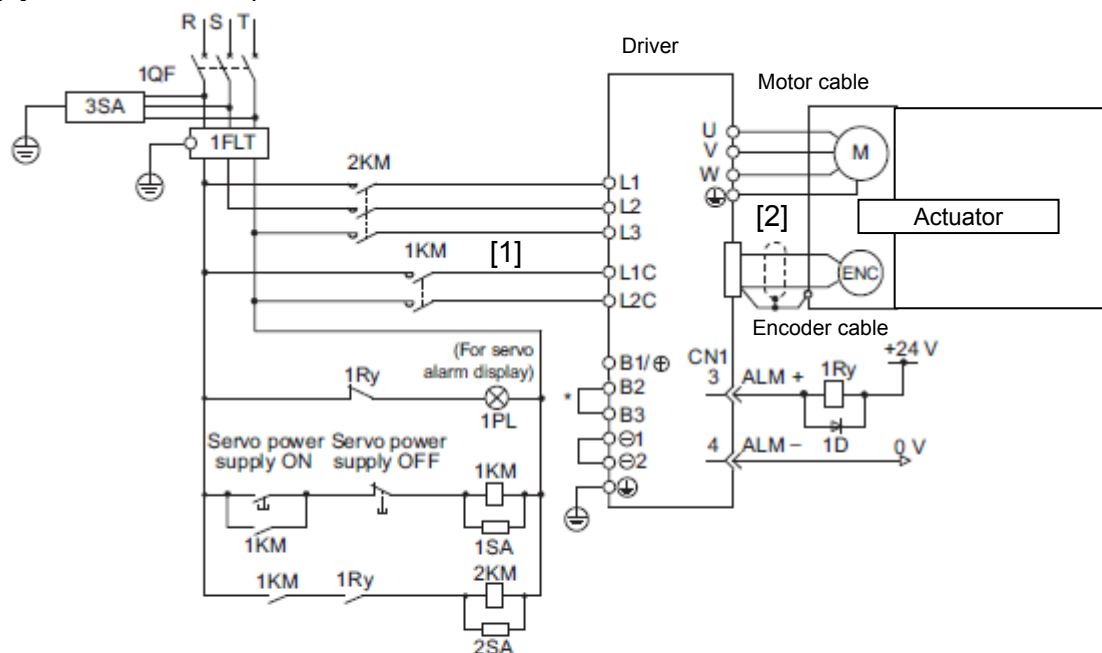 R S T
Driver
1QF
Motor cable
3SA
1FLT
U
V
M
2KM
W
L1
L2
[2]
Actuator
L3
1KM
[1]
L1C
ENC
L2C
Encoder cable
(For servo
alarm display)
+24 V
1Ry
B1/⊕
CN1
3
ALM +
1Ry
B2
*
1PL
B3
1D
Servo power
supply ON
Servo power
supply OFF
⊖1
4
ALM –
0 V
1KM
⊖2
1KM
1SA
1KM
1Ry
2KM
2SA